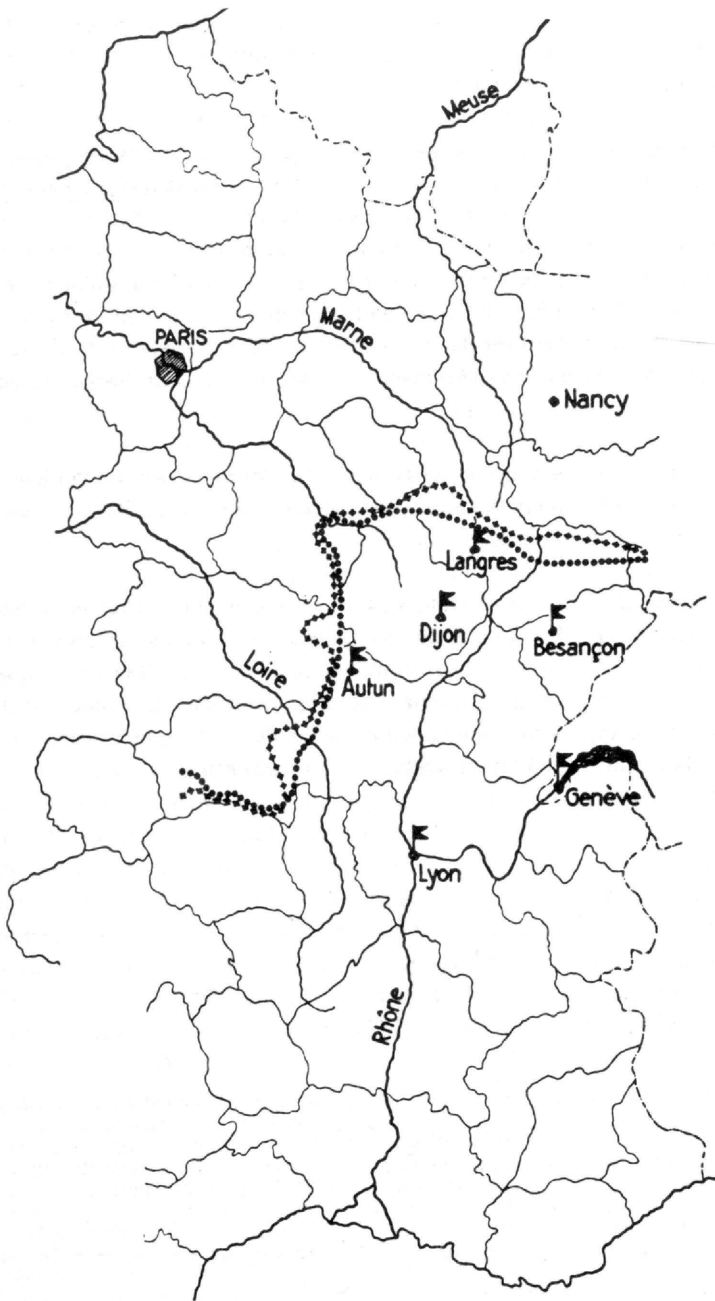 Meuse
PARIS
Marne
Nancy
Langres
Dijon
Besançon
Loire
Autun
Genève
Lyon
Rhône